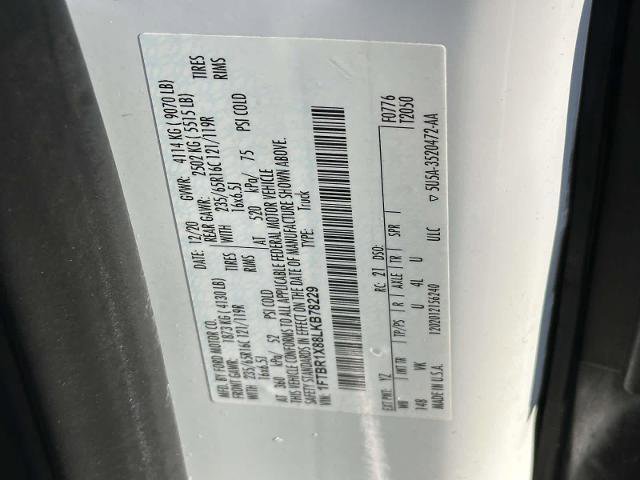 MFD. BY FORD MOTOR CO.
DATE: 12/20 GVWR: 4114 KG ( 9070 LB)
FRONT GAWR: 1873 KG ( 4130 LB) REAR GAWR: 2502 KG ( 5515 LB)
WITH 235/65R16C 121/119R TIRES WITH 235/65R16C 121/119R TIRES
16x6.5J RIMS 16x6.5J RIMS
AT 360 kPa/ 52 PSI COLD AT 520 kPa/ 75 PSI COLD
THIS VEHICLE CONFORMS TO ALL APPLICABLE FEDERAL MOTOR VEHICLE
SAFETY STANDARDS IN EFFECT ON THE DATE OF MANUFACTURE SHOWN ABOVE.
VIN: 1FTBR1X88LKB78229 TYPE: Truck
F0776
T2050
EXT PNT: YZ RC: 21 DSO:
WB INT TR TP/PS R AXLE TR SPR
148 VK U 4L U
MADE IN U.S.A. 1202012156240 ULC ▽ 5U5A-3520472-AA